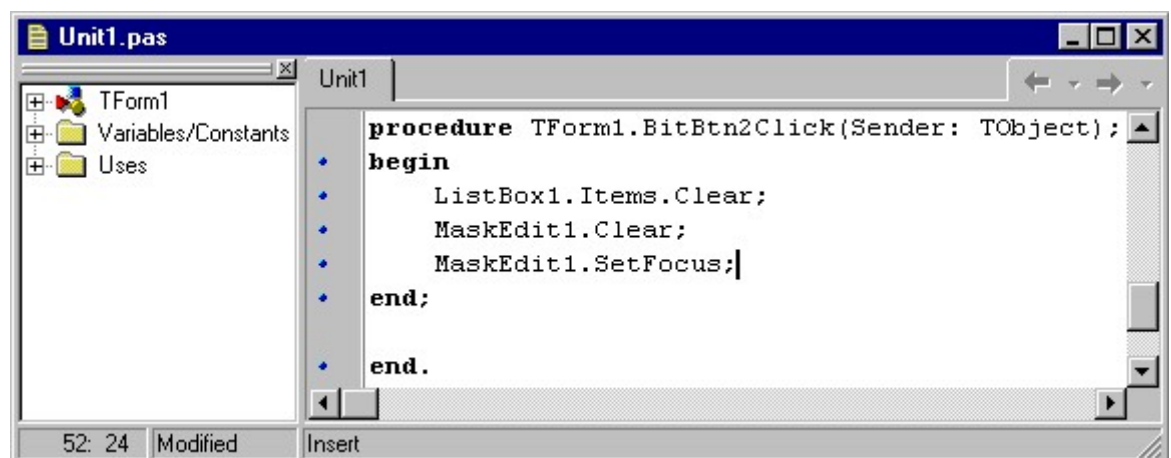 Unit1.pas
TForm1
Variables/Constants
Uses
Unit1
procedure TForm1.BitBtn2Click(Sender: TObject);
begin
ListBox1.Items.Clear;
MaskEdit1.Clear;
MaskEdit1.SetFocus;
end;
end.
52: 24 Modified Insert